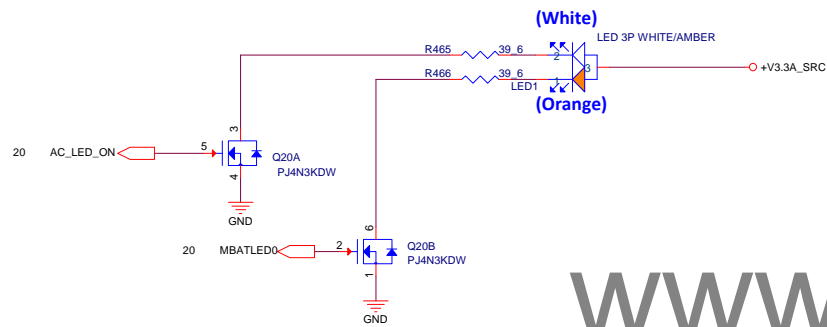 (White)
LED 3P WHITE/AMBER
R465 39_6 2
R466 39_6 1 3 +V3.3A_SRC
LED1
(Orange)
3
20 AC_LED_ON 5 Q20A
PJ4N3KDW
4
GND
6
20 MBATLED0 2 Q20B
PJ4N3KDW
1
GND
www